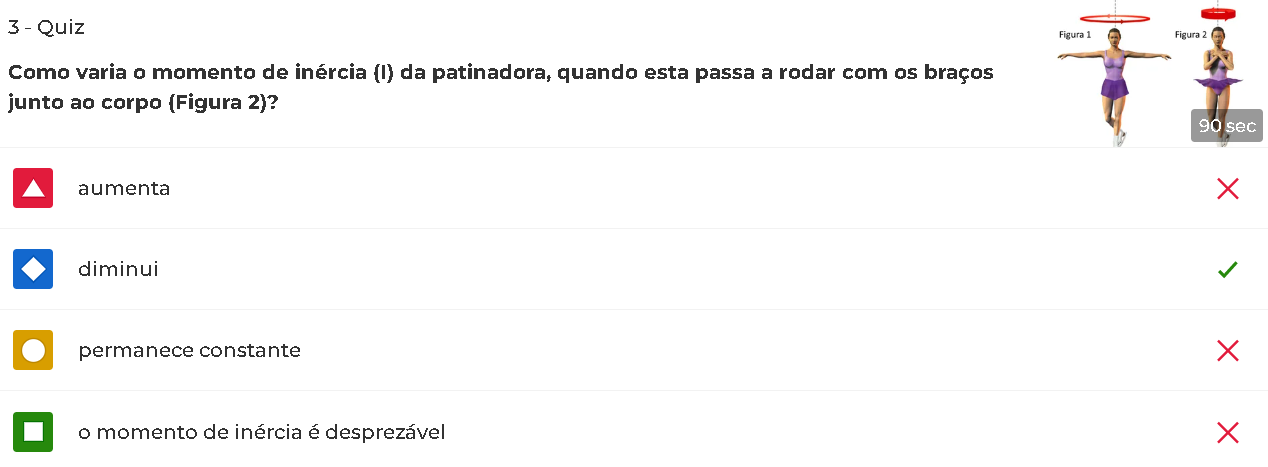 3 - Quiz
Como varia o momento de inércia (I) da patinadora, quando esta passa a rodar com os braços
junto ao corpo (Figura 2)?
Figura 1
Figura 2
90 sec
aumenta
diminui
permanece constante
o momento de inércia é desprezável